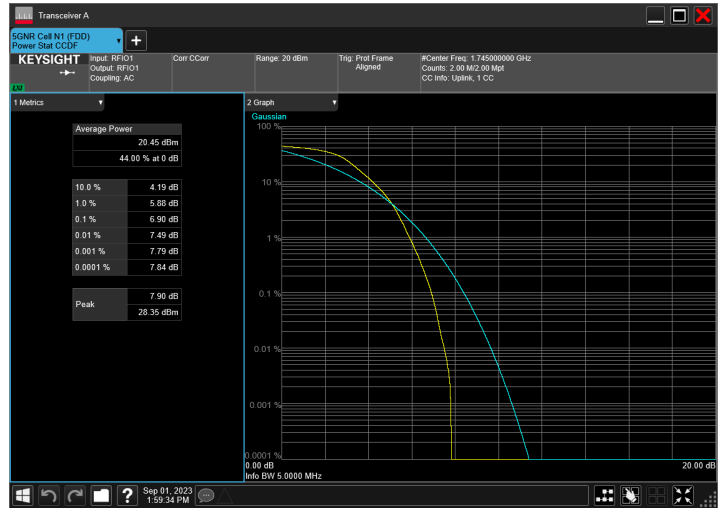 Transceiver A
5GNR Cell N1 (FDD)
Power Stat CCDF
KEYSIGHT
LXI
Input: RFIO1
Output: RFIO1
Coupling: AC
Corr CCorr
Range: 20 dBm
Trig: Prot Frame
Aligned
#Center Freq: 1.745000000 GHz
Counts: 2.00 M/2.00 Mpt
CC Info: Uplink, 1 CC
1 Metrics
Average Power
20.45 dBm
44.00 % at 0 dB
10.0 % 4.19 dB
1.0 % 5.88 dB
0.1 % 6.90 dB
0.01 % 7.49 dB
0.001 % 7.79 dB
0.0001 % 7.84 dB
Peak
7.90 dB
28.35 dBm
2 Graph
Gaussian
100 %
10 %
1 %
0.1 %
0.01 %
0.001 %
0.0001 %
0.00 dB 20.00 dB
Info BW 5.0000 MHz
Sep 01, 2023
1:59:34 PM